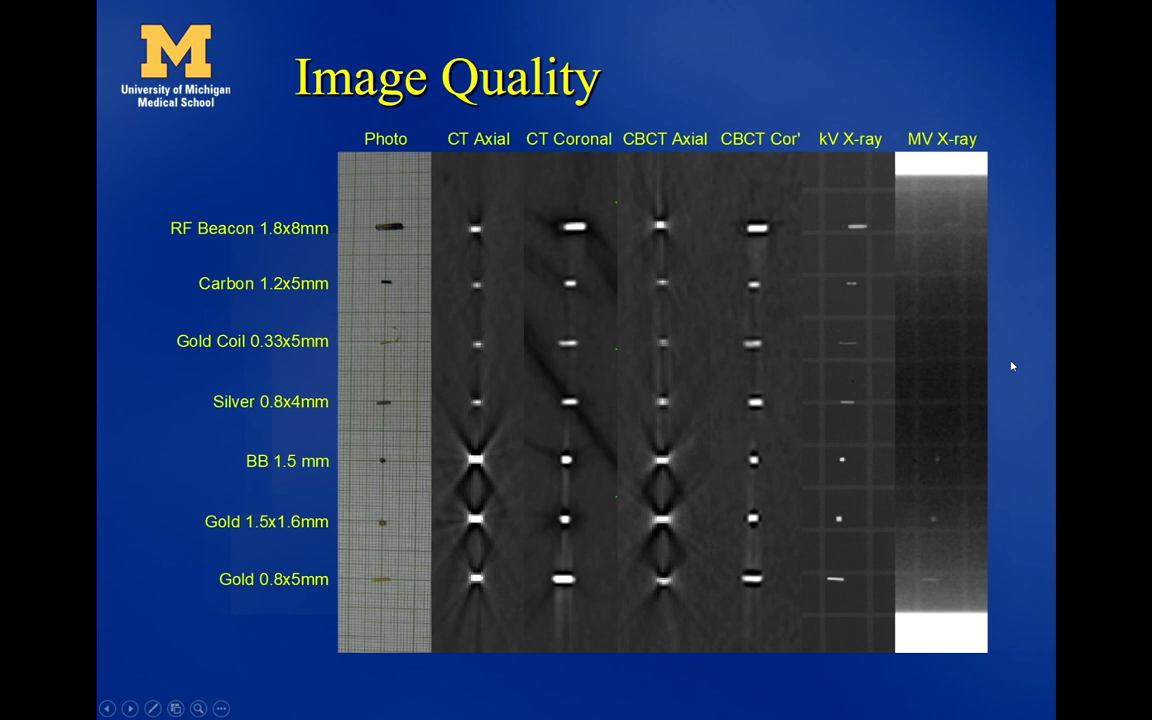 M
University of Michigan
Medical School
Image Quality
Photo CT Axial CT Coronal CBCT Axial CBCT Cor' kV X-ray MV X-ray
RF Beacon 1.8x8mm
Carbon 1.2x5mm
Gold Coil 0.33x5mm
Silver 0.8x4mm
BB 1.5 mm
Gold 1.5x1.6mm
Gold 0.8x5mm